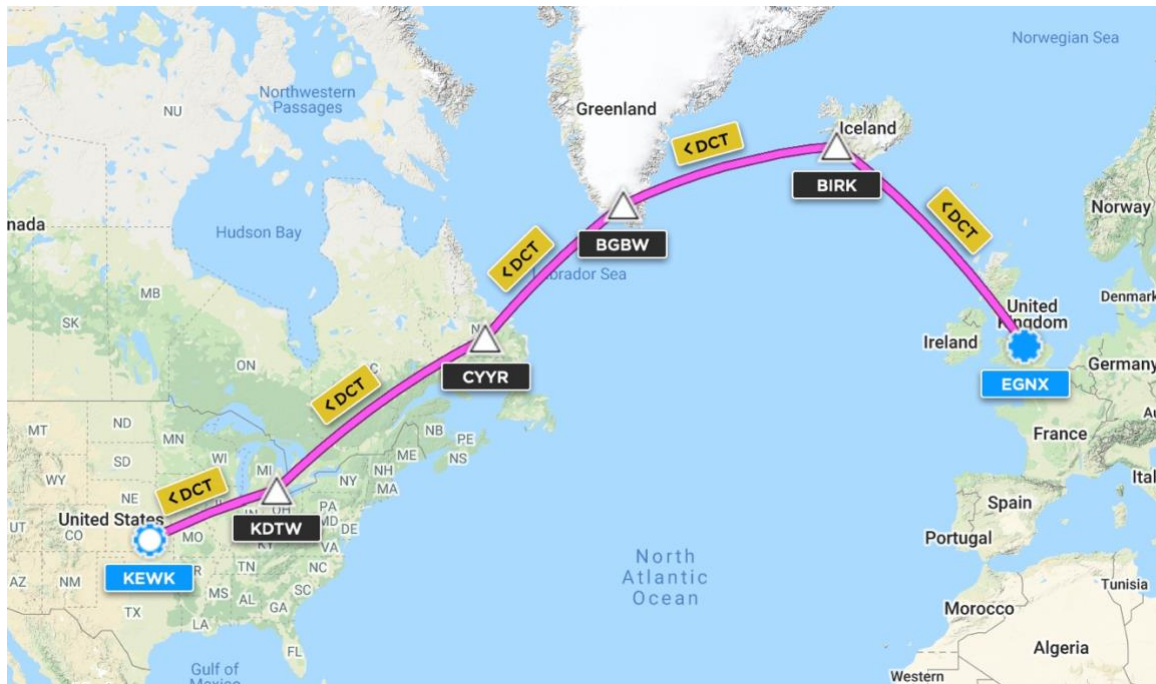 Norwegian Sea
Northwestern
Passages
NU
Greenland
Iceland
<DCT
BIRK
<DCT
Norway
nada
Hudson Bay
BGBW
<DCT
Labrador Sea
MB
SK
ON
United
Kingdom
Denmark
Ireland
EGNX
Germany
CYYR
<DCT
NB
PE
NS
ME
MT
ND
MN
SD
WI
MI
NY
NH
MA
WY
NE
<DCT
France
Ital
United States
KDTW
OH
PA
MD
DE
UT
CO
MO
KY
VA
Spain
Portugal
KEWK
AZ
NM
TN
NC
SC
MS
AL
GA
TX
LA
FL
North
Atlantic
Ocean
Tunisia
Morocco
Algeria
Gulf of
Western